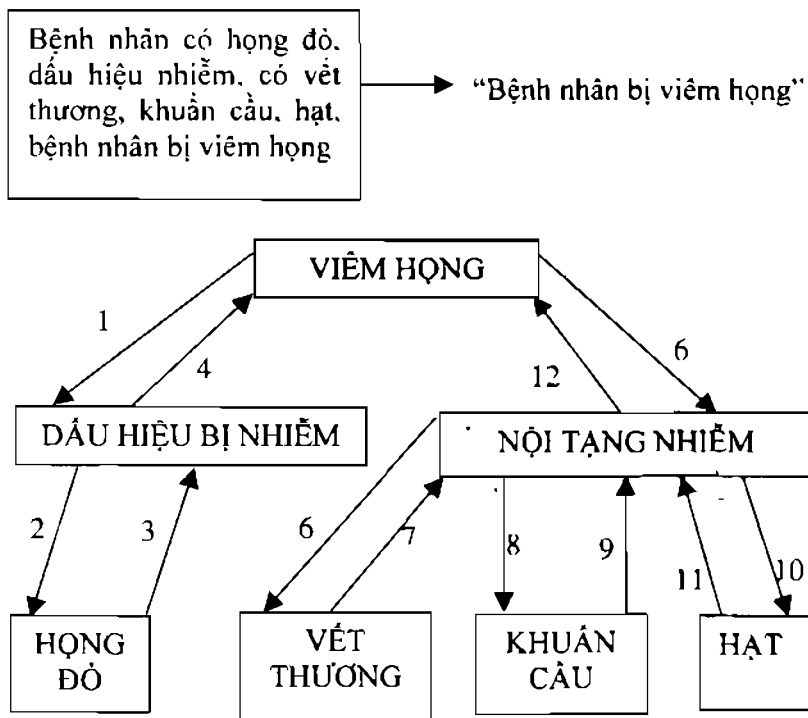 Bệnh nhân có họng đỏ,
dấu hiệu nhiễm, có vết
thương, khuẩn cầu, hạt,
bệnh nhân bị viêm họng
“Bệnh nhân bị viêm họng”
VIÊM HỌNG
1
4
12
6
DẤU HIỆU BỊ NHIỄM
NỘI TẠNG NHIỄM
2
3
6
7
8
9
11
10
HỌNG
ĐỎ
VẾT
THƯƠNG
KHUẨN
CẦU
HẠT